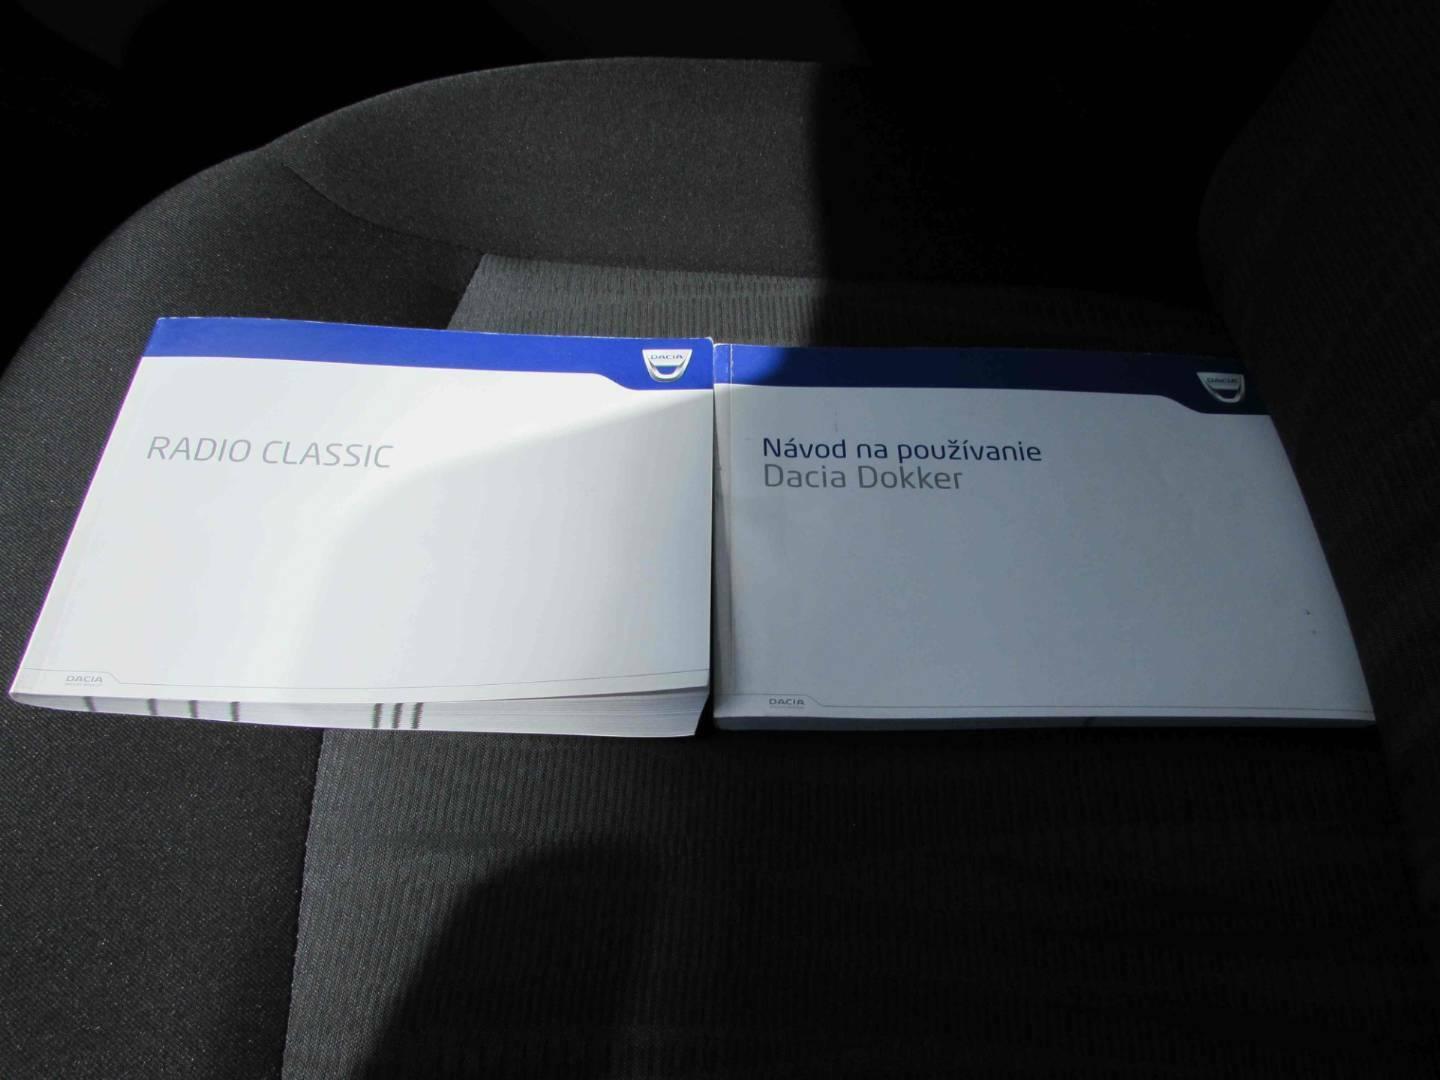 DACIA
RADIO CLASSIC
DACIA
DACIA
Návod na používanie
Dacia Dokker
DACIA